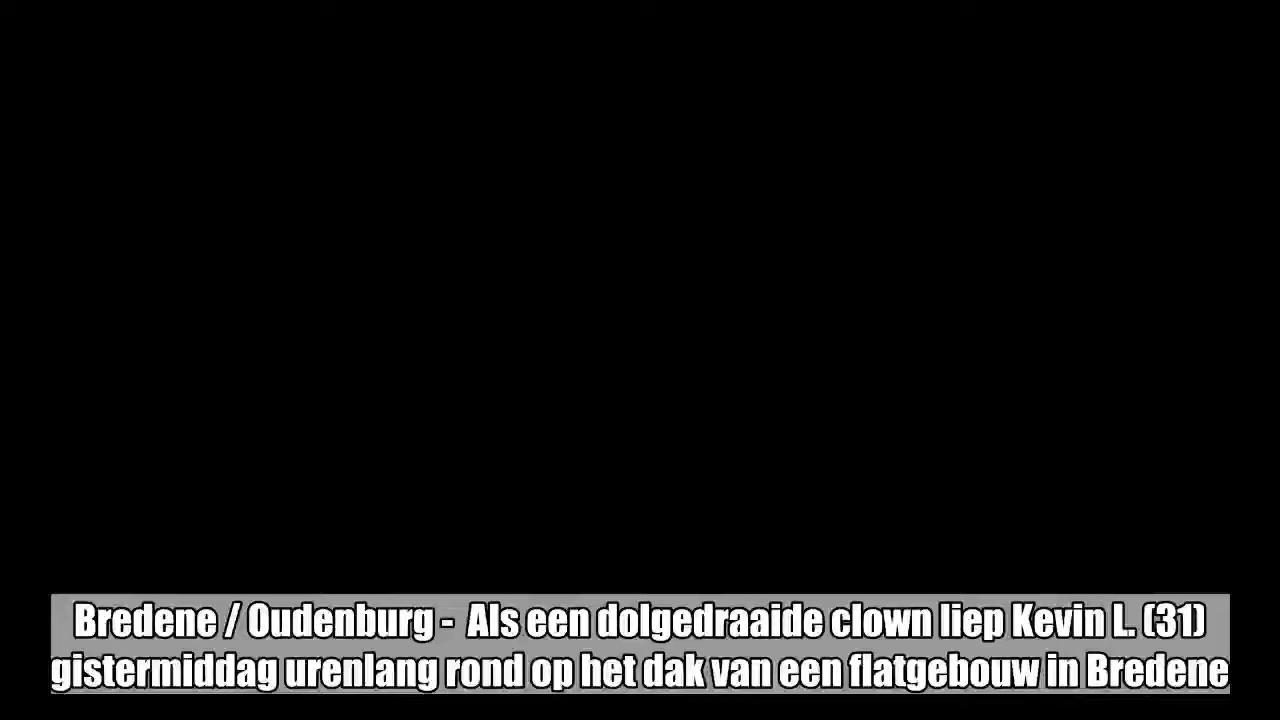 Bredene / Oudenburg -  Als een dolgedraaide clown liep Kevin L. (31)
gistermiddag urenlang rond op het dak van een flatgebouw in Bredene